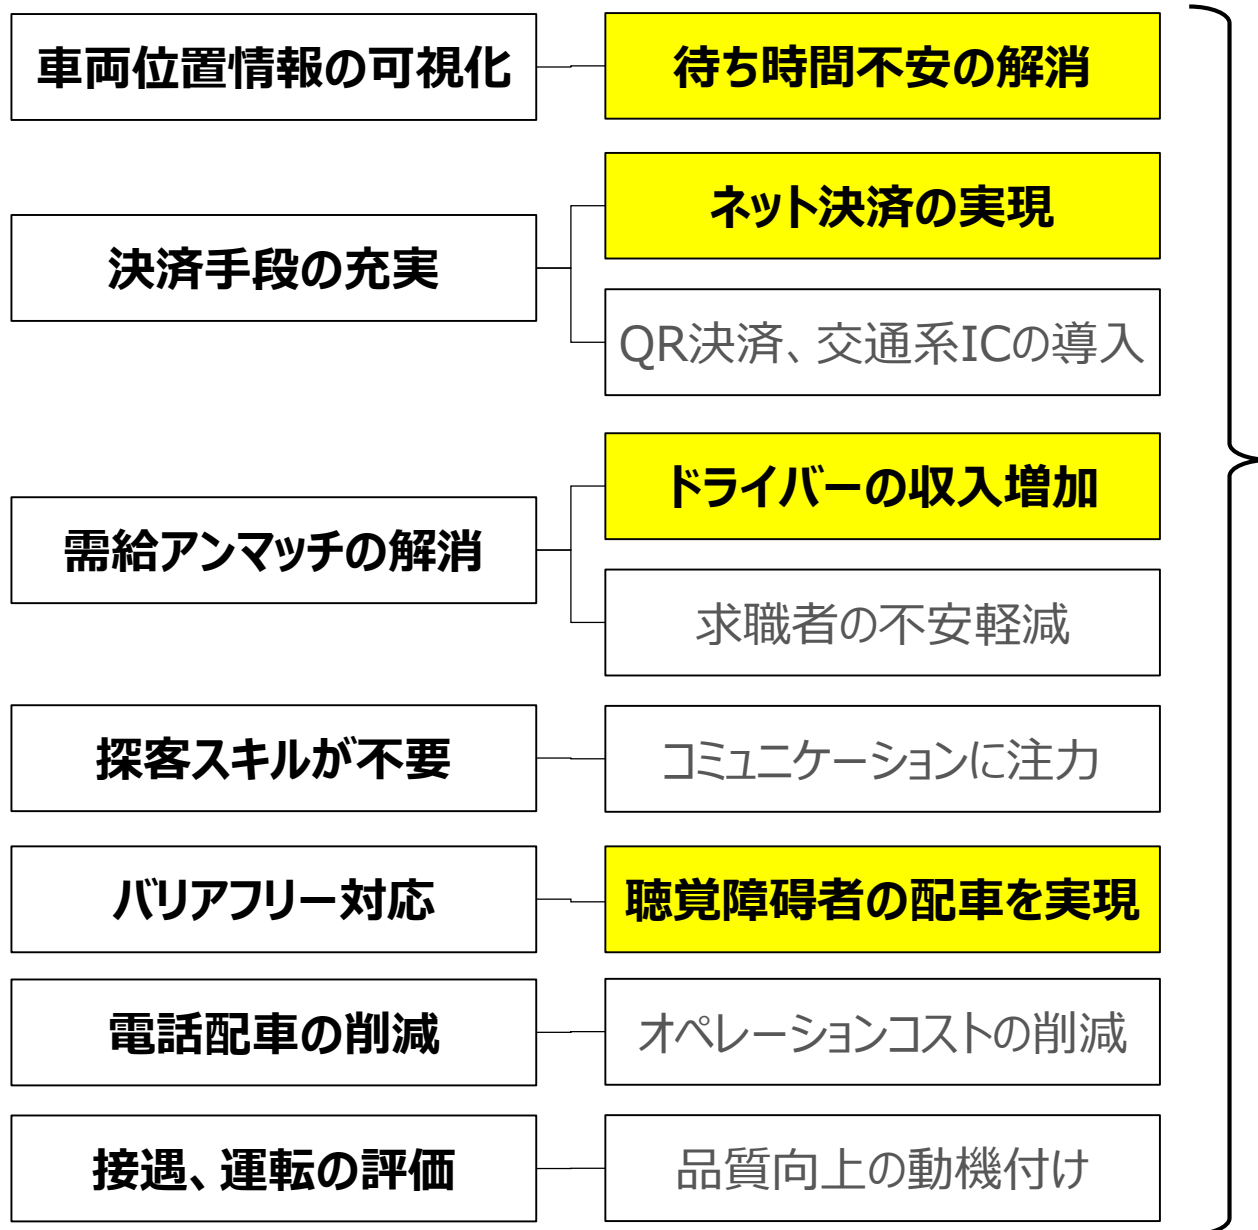 車両位置情報の可視化
待ち時間不安の解消
決済手段の充実
ネット決済の実現
QR決済、交通系ICの導入
需給アンマッチの解消
ドライバーの収入増加
求職者の不安軽減
探客スキルが不要
コミュニケーションに注力
バリアフリー対応
聴覚障碍者の配車を実現
電話配車の削減
オペレーションコストの削減
接遇、運転の評価
品質向上の動機付け